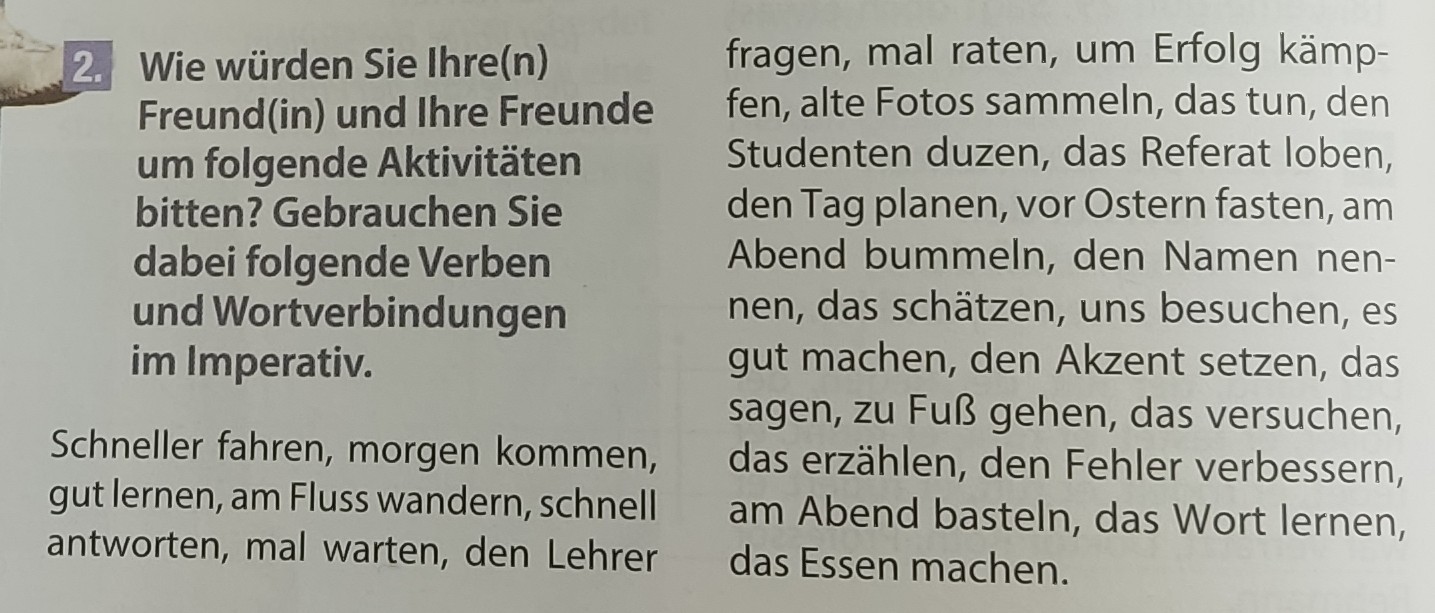 2. Wie würden Sie Ihre(n)
Freund(in) und Ihre Freunde
um folgende Aktivitäten
bitten? Gebrauchen Sie
dabei folgende Verben
und Wortverbindungen
im Imperativ.
Schneller fahren, morgen kommen,
gut lernen, am Fluss wandern, schnell
antworten, mal warten, den Lehrer
fragen, mal raten, um Erfolg kämp-
fen, alte Fotos sammeln, das tun, den
Studenten duzen, das Referat loben,
den Tag planen, vor Ostern fasten, am
Abend bummeln, den Namen nen-
nen, das schätzen, uns besuchen, es
gut machen, den Akzent setzen, das
sagen, zu Fuß gehen, das versuchen,
das erzählen, den Fehler verbessern,
am Abend basteln, das Wort lernen,
das Essen machen.